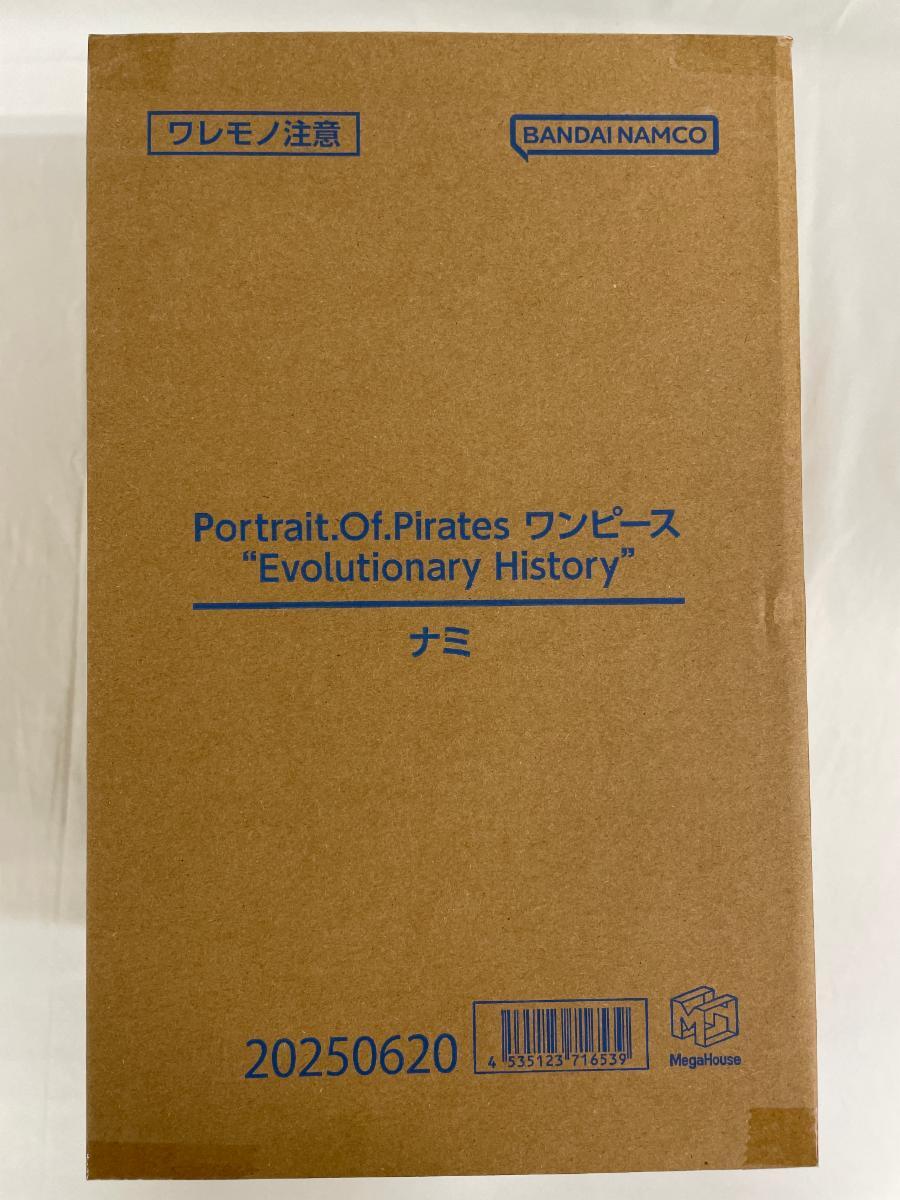 ワレモノ注意
BANDAI NAMCO
Portrait.Of.Pirates ワンピース
“Evolutionary History”
ナミ
20250620
4 535123 716539
MegaHouse